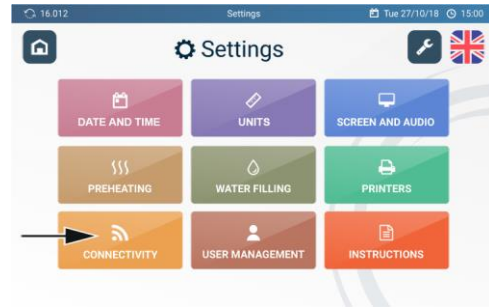 16.012 Settings Tue 27/10/18 15:00
Settings
DATE AND TIME UNITS SCREEN AND AUDIO
PREHEATING WATER FILLING PRINTERS
CONNECTIVITY USER MANAGEMENT INSTRUCTIONS